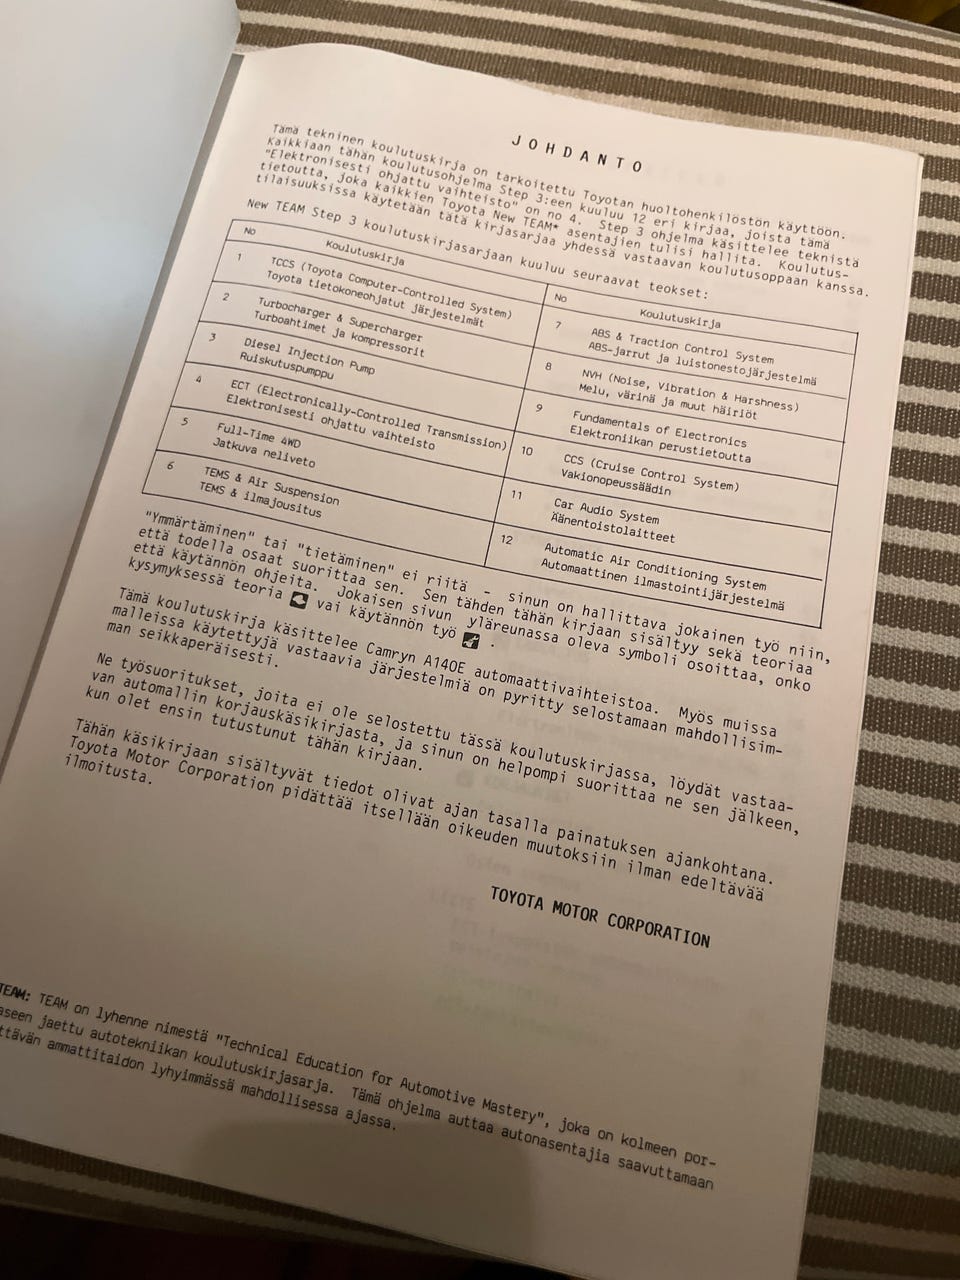 JOHDANTO
Tämä tekninen koulutuskirja on tarkoitettu Toyotan huoltohenkilöstön käyttöön.
Kaikkiaan tähän koulutusohjelma Step 3:een kuuluu 12 eri kirjaa, joista tämä
"Elektronisesti ohjattu vaihteisto" on no 4. Step 3 ohjelma käsittelee teknistä
tietoutta, joka kaikkien Toyota New TEAM* asentajien tulisi hallita. Koulutus-
tilaisuuksissa käytetään tätä kirjasarjaa yhdessä vastaavan koulutusoppaan kanssa.
New TEAM Step 3 koulutuskirjasarjaan kuuluu seuraavat teokset:
No Koulutuskirja
1 TCCS (Toyota Computer-Controlled System)
Toyota tietokoneohjatut järjestelmät
2 Turbocharger & Supercharger
Turboahtimet ja kompressorit
3 Diesel Injection Pump
Ruiskutuspumppu
4 ECT (Electronically-Controlled Transmission)
Elektronisesti ohjattu vaihteisto
5 Full-Time 4WD
Jatkuva neliveto
6 TEMS & Air Suspension
TEMS & ilmajousitus
No Koulutuskirja
7 ABS & Traction Control System
ABS-jarrut ja luistonestojärjestelmä
8 NVH (Noise, Vibration & Harshness)
Melu, värinä ja muut häiriöt
9 Fundamentals of Electronics
Elektroniikan perustietoutta
10 CCS (Cruise Control System)
Vakionopeussäädin
11 Car Audio System
Äänentoistolaitteet
12 Automatic Air Conditioning System
Automaattinen ilmastointijärjestelmä
"Ymmärtäminen" tai "tietäminen" ei riitä - sinun on hallittava jokainen työ niin,
että todella osaat suorittaa sen. Sen tähden tähän kirjaan sisältyy sekä teoriaa
että käytännön ohjeita. Jokaisen sivun yläreunassa oleva symboli osoittaa, onko
kysymyksessä teoria vai käytännön työ .
Tämä koulutuskirja käsittelee Camryn A140E automaattivaihteistoa. Myös muissa
malleissa käytettyjä vastaavia järjestelmiä on pyritty selostamaan mahdollisim-
man seikkaperäisesti.
Ne työsuoritukset, joita ei ole selostettu tässä koulutuskirjassa, löydät vastaa-
van automallin korjauskäsikirjasta, ja sinun on helpompi suorittaa ne sen jälkeen,
kun olet ensin tutustunut tähän kirjaan.
Tähän käsikirjaan sisältyvät tiedot olivat ajan tasalla painatuksen ajankohtana.
Toyota Motor Corporation pidättää itsellään oikeuden muutoksiin ilman edeltävää
ilmoitusta.
TOYOTA MOTOR CORPORATION
TEAM: TEAM on lyhenne nimestä "Technical Education for Automotive Mastery", joka on kolmeen por-
aseen jaettu autotekniikan koulutuskirjasarja. Tämä ohjelma auttaa autonasentajia saavuttamaan
ttävän ammattitaidon lyhyimmässä mahdollisessa ajassa.